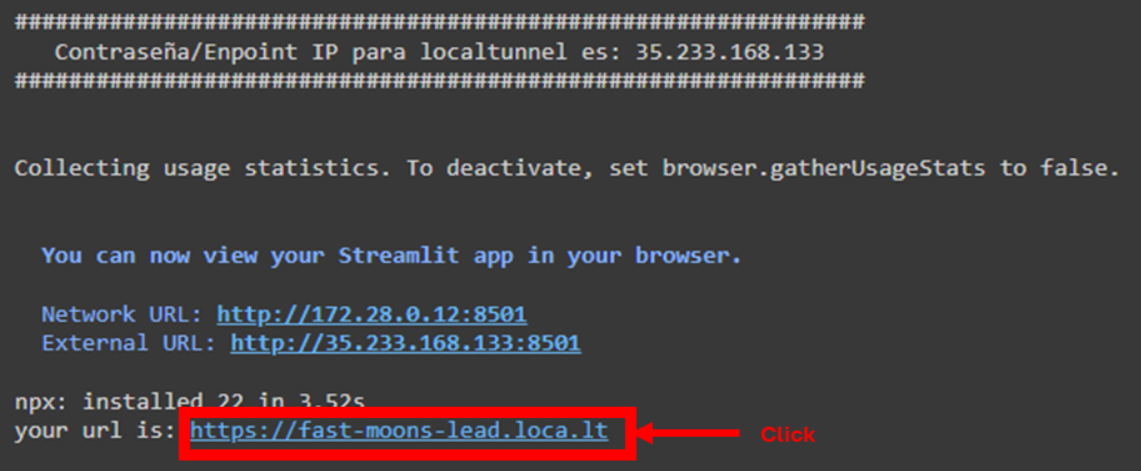 ###############################################################
Contraseña/Enpoint IP para localtunnel es: 35.233.168.133
###############################################################
Collecting usage statistics. To deactivate, set browser.gatherUsageStats to false.
You can now view your Streamlit app in your browser.
Network URL: http://172.28.0.12:8501
External URL: http://35.233.168.133:8501
npx: installed 22 in 3.52s
your url is: https://fast-moons-lead.loca.lt
Click